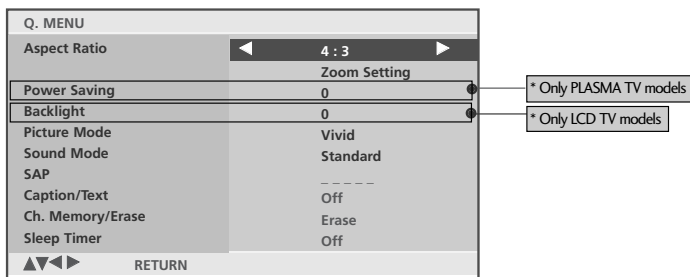 Q. MENU
Aspect Ratio 4 : 3
Zoom Setting
Power Saving 0 * Only PLASMA TV models
Backlight 0 * Only LCD TV models
Picture Mode Vivid
Sound Mode Standard
SAP _ _ _ _ _
Caption/Text Off
Ch. Memory/Erase Erase
Sleep Timer Off
RETURN